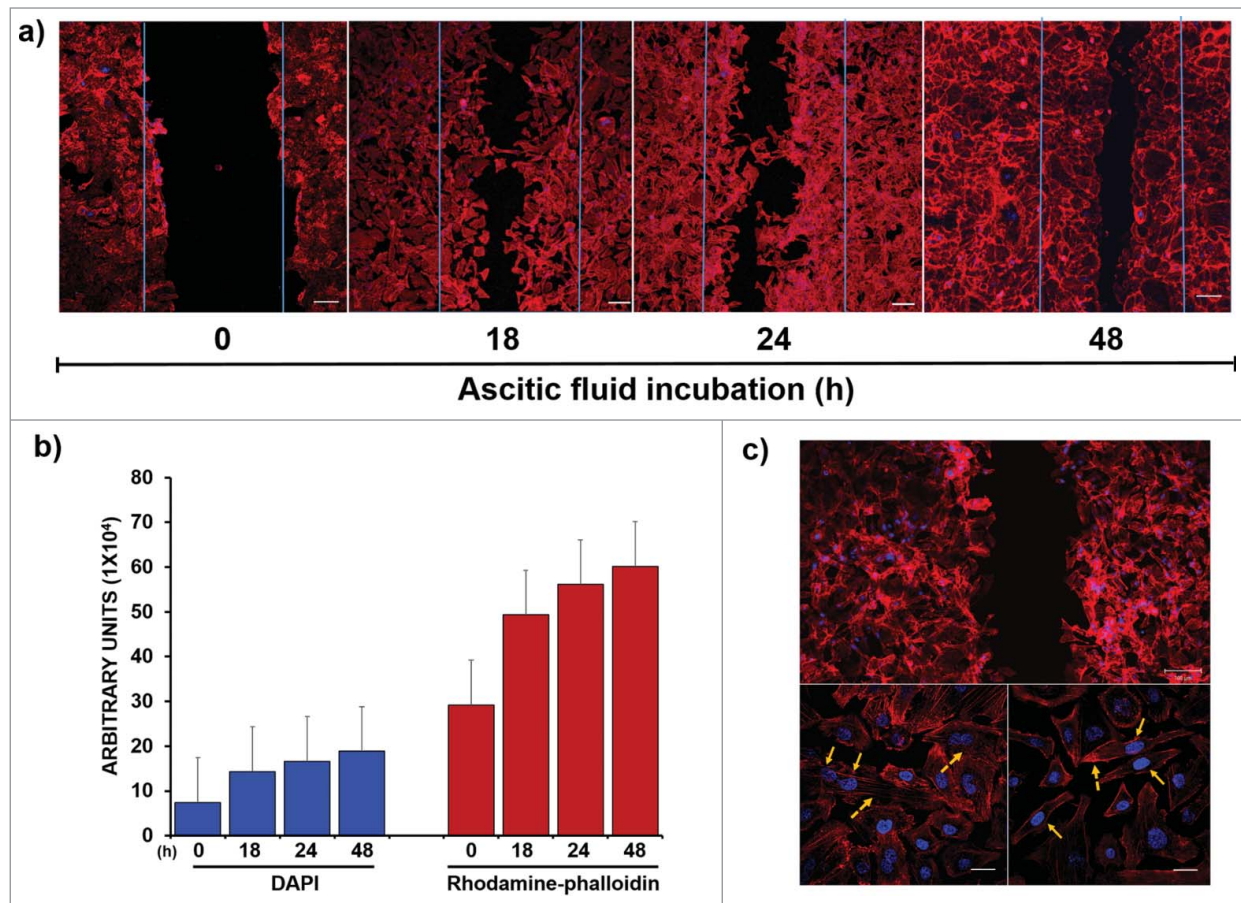 a)
0 18 24 48
Ascitic fluid incubation (h)
b)
ARBITRARY UNITS (1X10⁴)
80
70
60
50
40
30
20
10
0
(h) 0 18 24 48 0 18 24 48
DAPI Rhodamine-phalloidin
c)